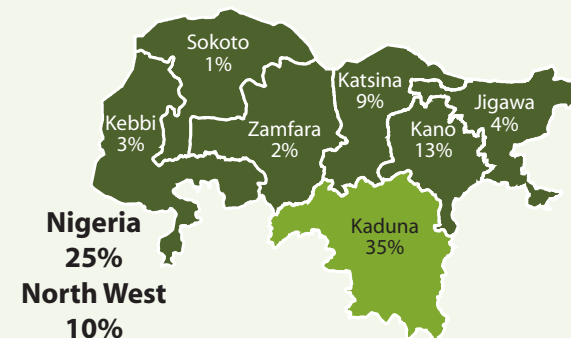 Sokoto
1%
Katsina
9%
Jigawa
4%
Kebbi
3%
Zamfara
2%
Kano
13%
Kaduna
35%
Nigeria
25%
North West
10%